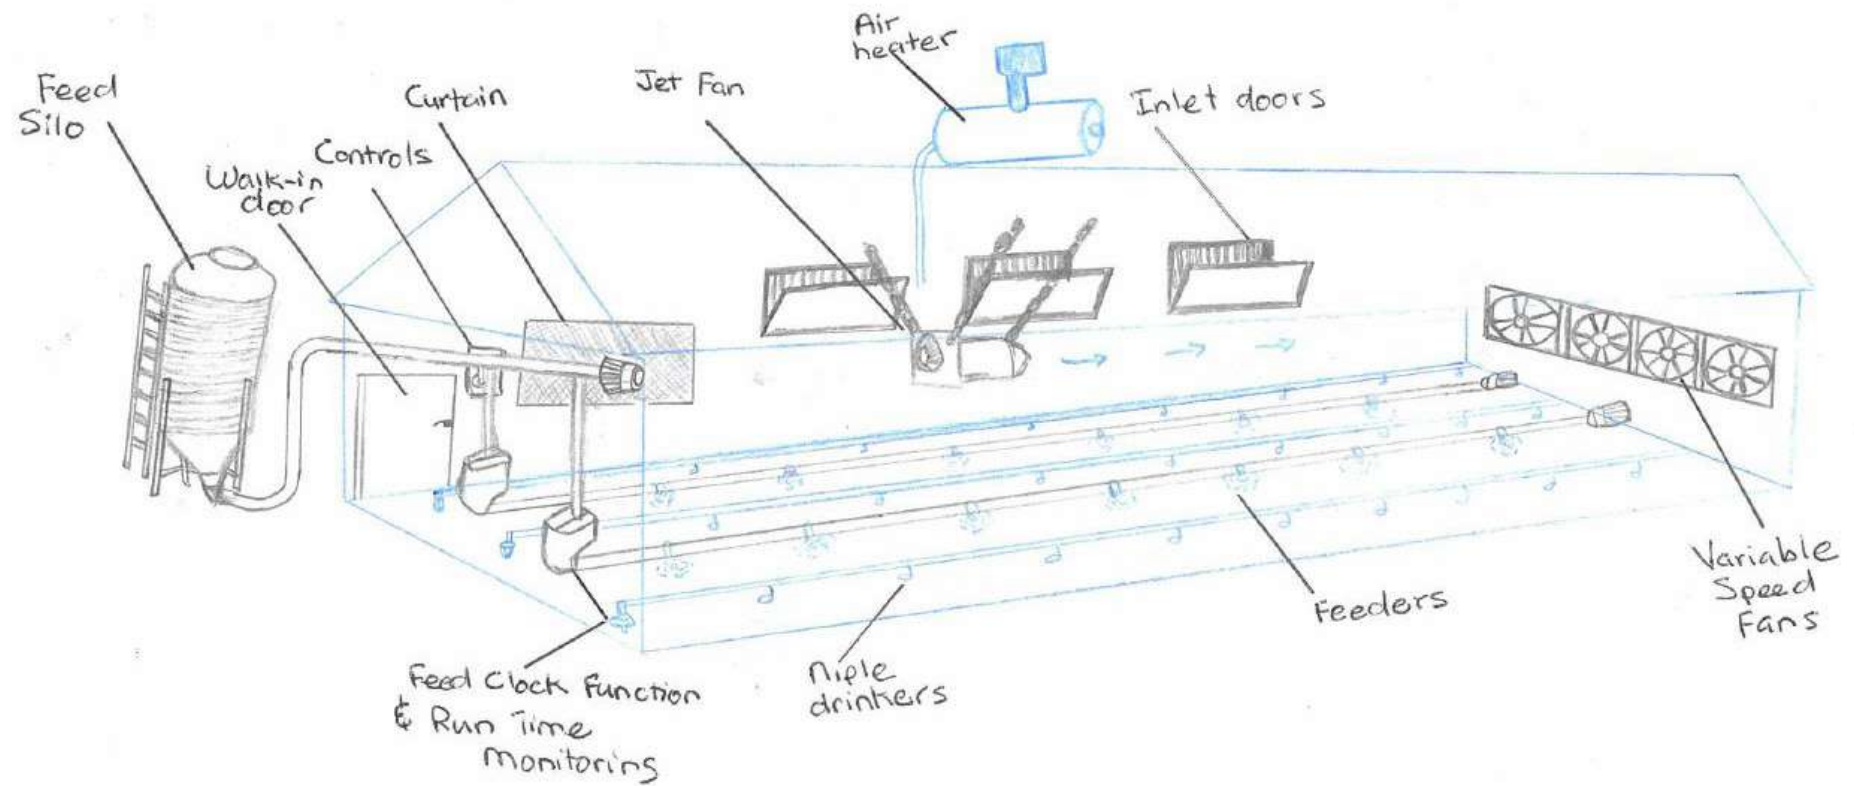 Feed
Silo
Walk-in
door
Controls
Curtain
Jet Fan
Air
heater
Inlet doors
Variable
Speed
Fans
Feeders
Niple
drinkers
Feed Clock Function
& Run Time
Monitoring